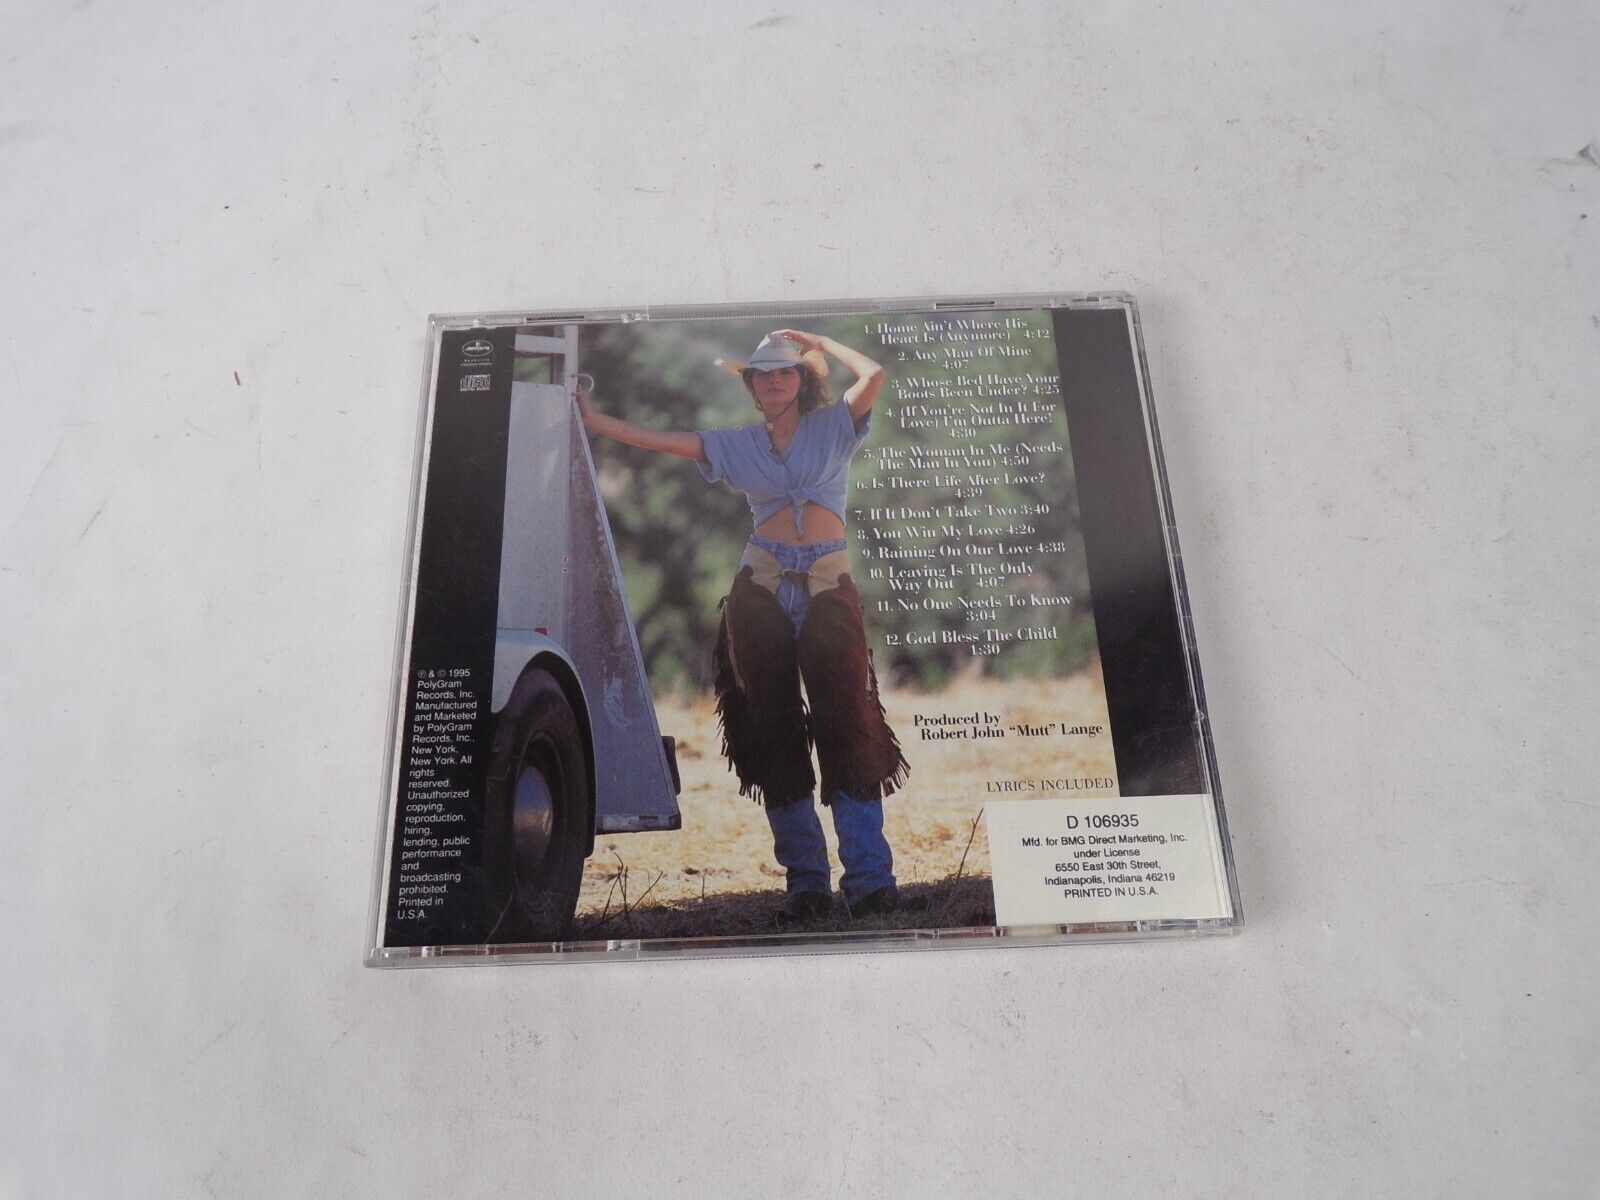 1. Home Ain't Where His
Heart Is (Anymore) 4:12
2. Any Man Of Mine
4:07
3. Whose Bed Have Your
Boots Been Under? 4:25
4. (If You're Not In It For
Love) I'm Outta Here!
4:30
5. The Woman In Me (Needs
The Man In You) 4:50
6. Is There Life After Love?
4:39
7. If It Don't Take Two 3:40
8. You Win My Love 4:26
9. Raining On Our Love 4:38
10. Leaving Is The Only
Way Out 4:07
11. No One Needs To Know
3:04
12. God Bless The Child
1:30
Produced by
Robert John "Mutt" Lange
LYRICS INCLUDED
D 106935
Mfd. for BMG Direct Marketing, Inc.
under License
6550 East 30th Street,
Indianapolis, Indiana 46219
PRINTED IN U.S.A.
Nashville
COMPACT
disc
DIGITAL AUDIO
℗ & © 1995
PolyGram
Records, Inc.
Manufactured
and Marketed
by PolyGram
Records, Inc.,
New York,
New York. All
rights
reserved.
Unauthorized
copying,
reproduction,
hiring,
lending, public
performance
and
broadcasting
prohibited.
Printed in
U.S.A.